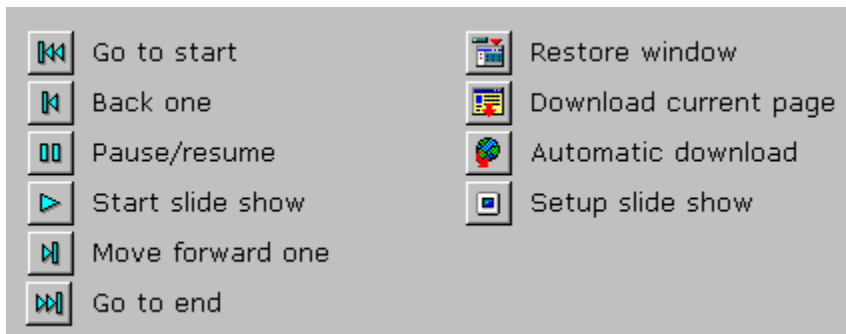 Go to start
Back one
Pause/resume
Start slide show
Move forward one
Go to end
Restore window
Download current page
Automatic download
Setup slide show